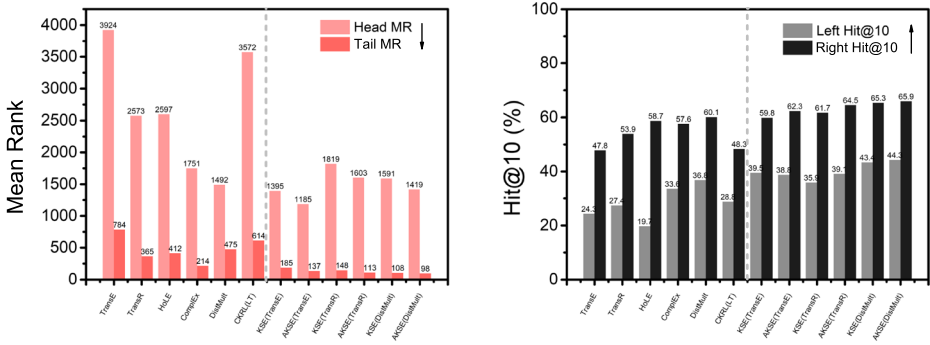 Mean Rank
4000
3500
3000
2500
2000
1500
1000
500
0
Head MR
Tail MR
3924
784
2573
365
2597
412
1751
214
1492
475
3572
614
1395
185
1185
137
1819
148
1603
113
1591
108
1419
98
TransE
TransR
HoLE
ComplEx
DistMult
CKRL(LT)
KSE(TransE)
AKSE(TransE)
KSE(TransR)
AKSE(TransR)
KSE(DistMult)
AKSE(DistMult)
Hit@10 (%)
100
80
60
40
20
0
Left Hit@10
Right Hit@10
24.3
47.8
27.4
53.9
19.7
58.7
33.6
57.6
36.8
60.1
28.8
48.3
39.5
59.8
38.8
62.3
35.9
61.7
39.1
64.5
43.4
65.3
44.3
65.9
TransE
TransR
HoLE
ComplEx
DistMult
CKRL(LT)
KSE(TransE)
AKSE(TransE)
KSE(TransR)
AKSE(TransR)
KSE(DistMult)
AKSE(DistMult)